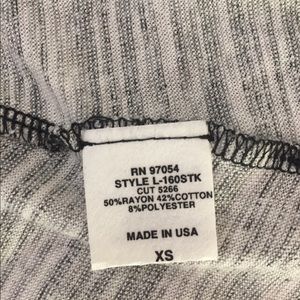 RN 97054
STYLE L-160STK
CUT 5266
50%RAYON 42%COTTON
8%POLYESTER
MADE IN USA
XS